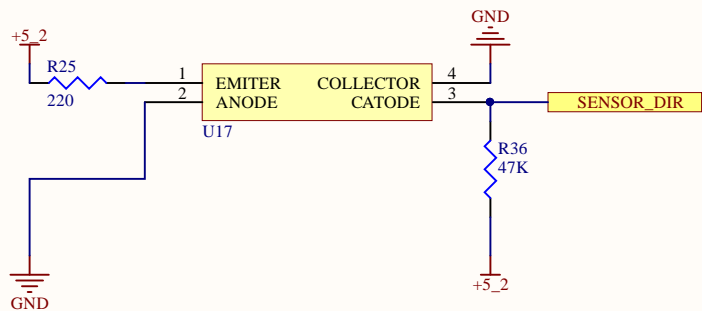 GND
+5_2
R25
220
1
2
EMITER
ANODE
COLLECTOR
CATODE
4
3
U17
SENSOR_DIR
R36
47K
+5_2
GND